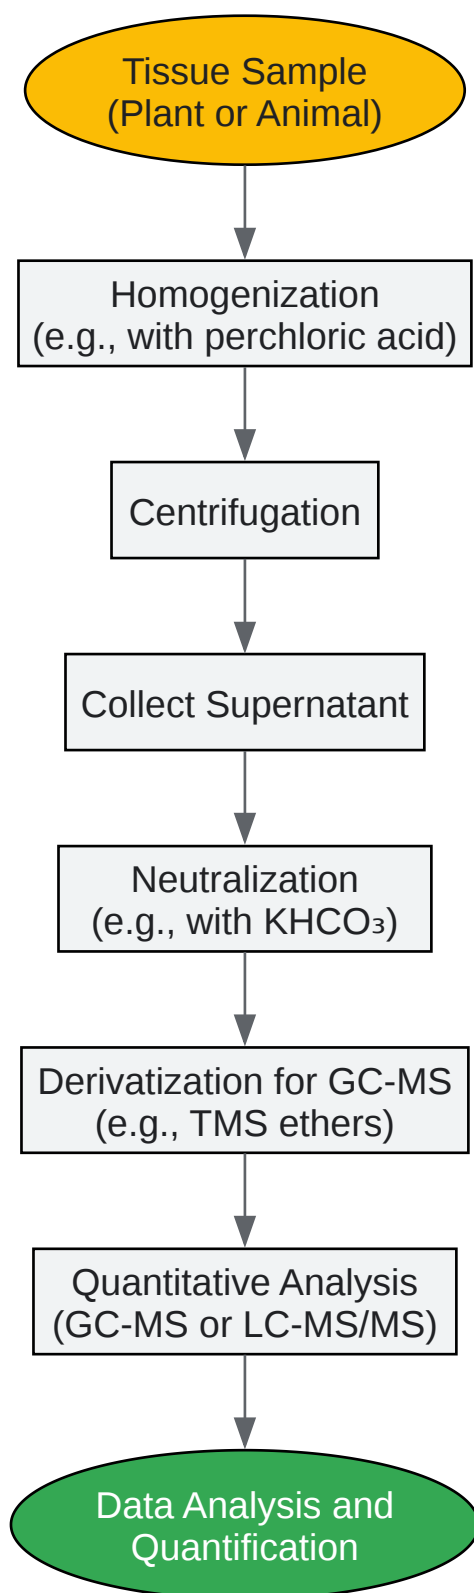 Tissue Sample
(Plant or Animal)
Homogenization
(e.g., with perchloric acid)
Centrifugation
Collect Supernatant
Neutralization
(e.g., with KHCO₃)
Derivatization for GC-MS
(e.g., TMS ethers)
Quantitative Analysis
(GC-MS or LC-MS/MS)
Data Analysis and
Quantification